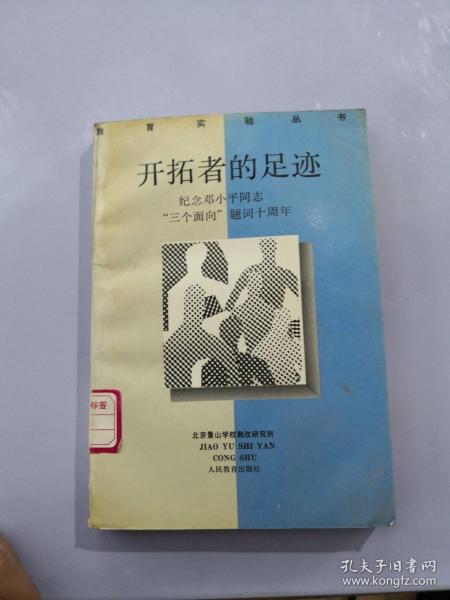 教育实验丛书
开拓者的足迹
纪念邓小平同志
“三个面向”题词十周年
标签
北京景山学校教改研究所
JIAO YU SHI YAN
CONG SHU
人民教育出版社
孔夫子旧书网
www.kongfz.com